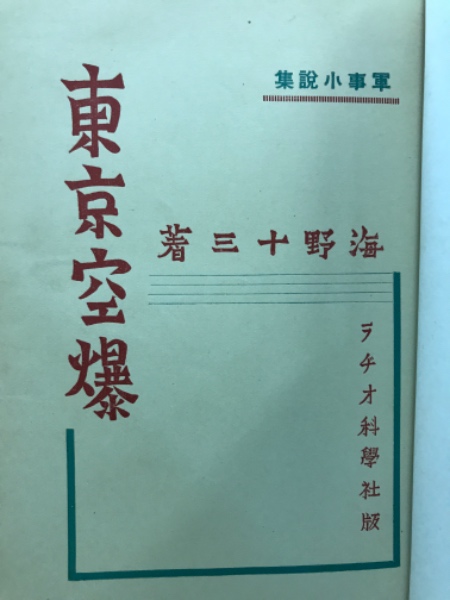 軍事小說集
海野十三著
東京空爆
ラヂオ科學社版